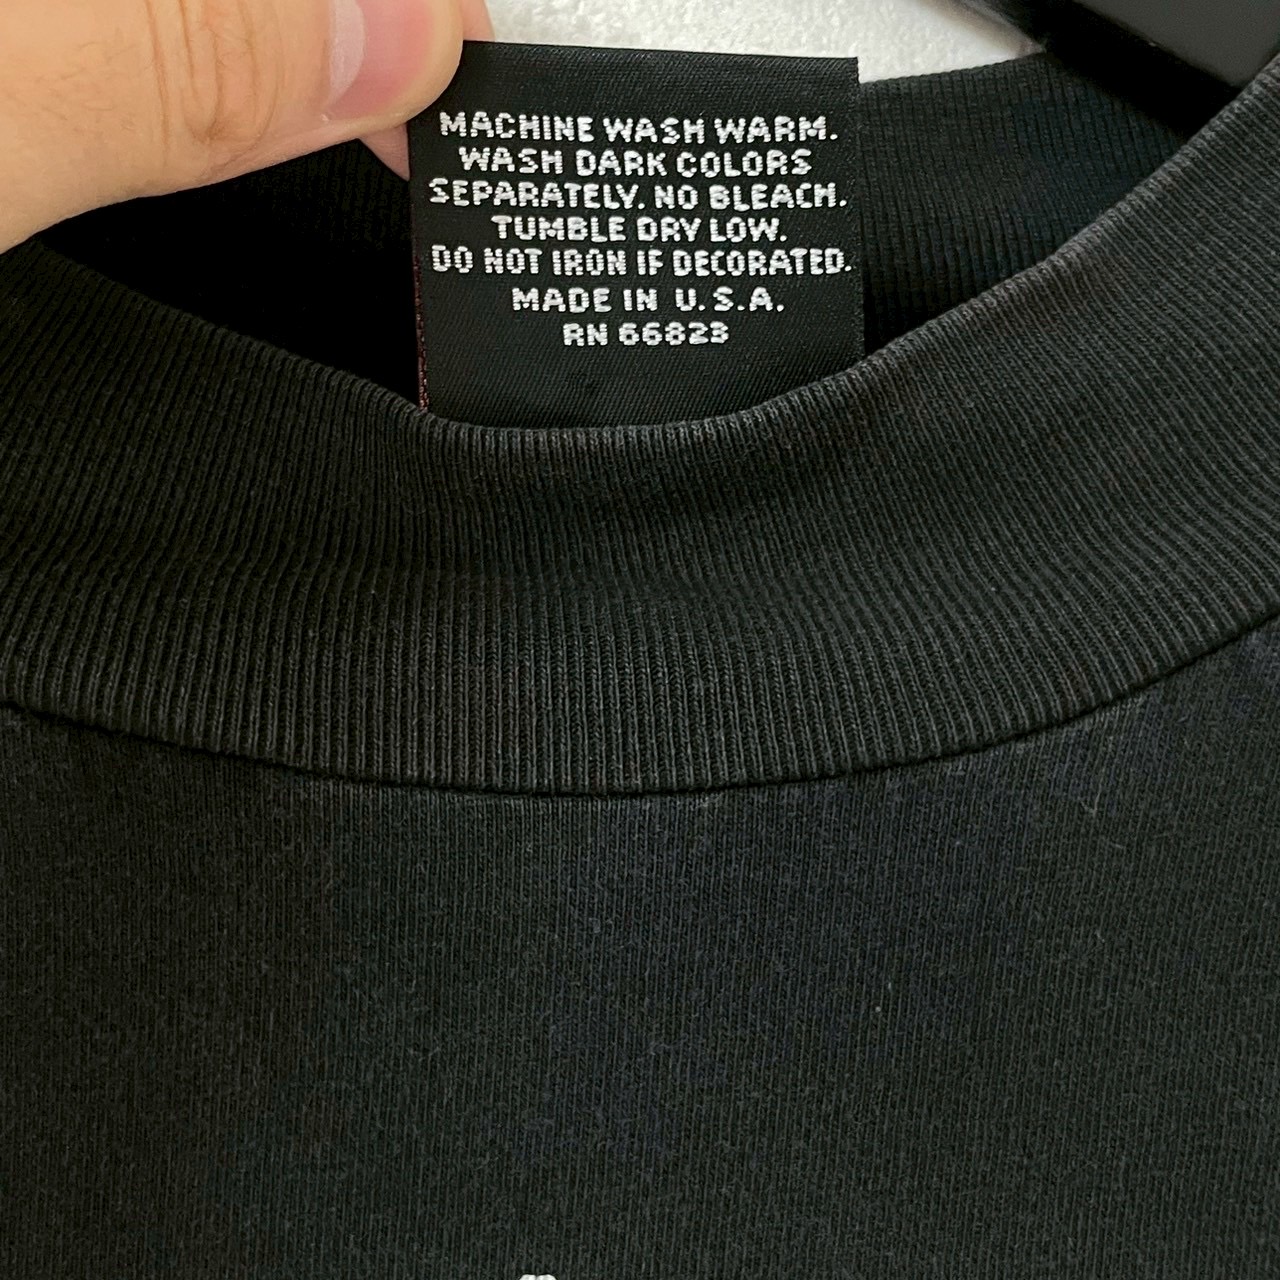 MACHINE WASH WARM.
WASH DARK COLORS
SEPARATELY. NO BLEACH.
TUMBLE DRY LOW.
DO NOT IRON IF DECORATED.
MADE IN U.S.A.
RN 66823